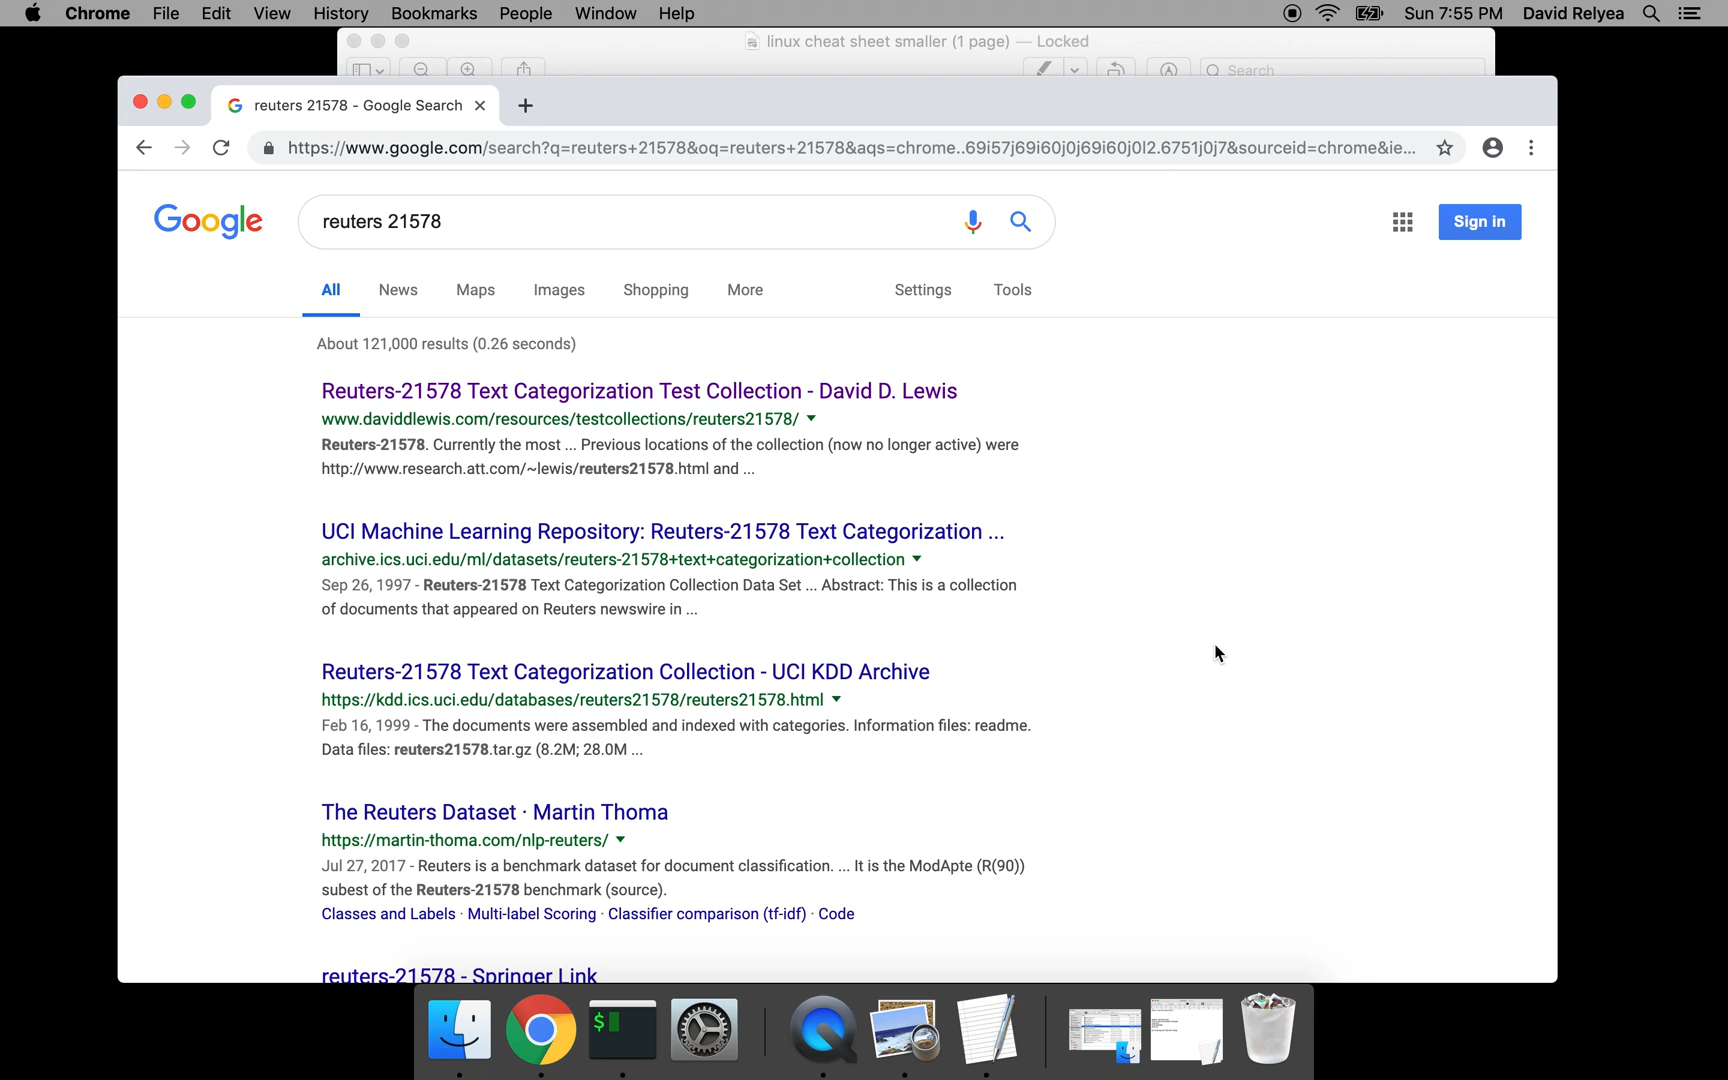 Chrome File Edit View History Bookmarks People Window Help Sun 7:55 PM David Relyea
linux cheat sheet smaller (1 page) — Locked
Search
reuters 21578 - Google Search
https://www.google.com/search?q=reuters+21578&oq=reuters+21578&aqs=chrome..69i57j69i60j0j69i60j0l2.6751j0j7&sourceid=chrome&ie...
Google reuters 21578 Sign in
All News Maps Images Shopping More Settings Tools
About 121,000 results (0.26 seconds)
Reuters-21578 Text Categorization Test Collection - David D. Lewis
www.daviddlewis.com/resources/testcollections/reuters21578/
Reuters-21578. Currently the most ... Previous locations of the collection (now no longer active) were
http://www.research.att.com/~lewis/reuters21578.html and ...
UCI Machine Learning Repository: Reuters-21578 Text Categorization ...
archive.ics.uci.edu/ml/datasets/reuters-21578+text+categorization+collection
Sep 26, 1997 - Reuters-21578 Text Categorization Collection Data Set ... Abstract: This is a collection
of documents that appeared on Reuters newswire in ...
Reuters-21578 Text Categorization Collection - UCI KDD Archive
https://kdd.ics.uci.edu/databases/reuters21578/reuters21578.html
Feb 16, 1999 - The documents were assembled and indexed with categories. Information files: readme.
Data files: reuters21578.tar.gz (8.2M; 28.0M ...
The Reuters Dataset · Martin Thoma
https://martin-thoma.com/nlp-reuters/
Jul 27, 2017 - Reuters is a benchmark dataset for document classification. ... It is the ModApte (R(90))
subest of the Reuters-21578 benchmark (source).
Classes and Labels · Multi-label Scoring · Classifier comparison (tf-idf) · Code
reuters-21578 - Springer Link
$